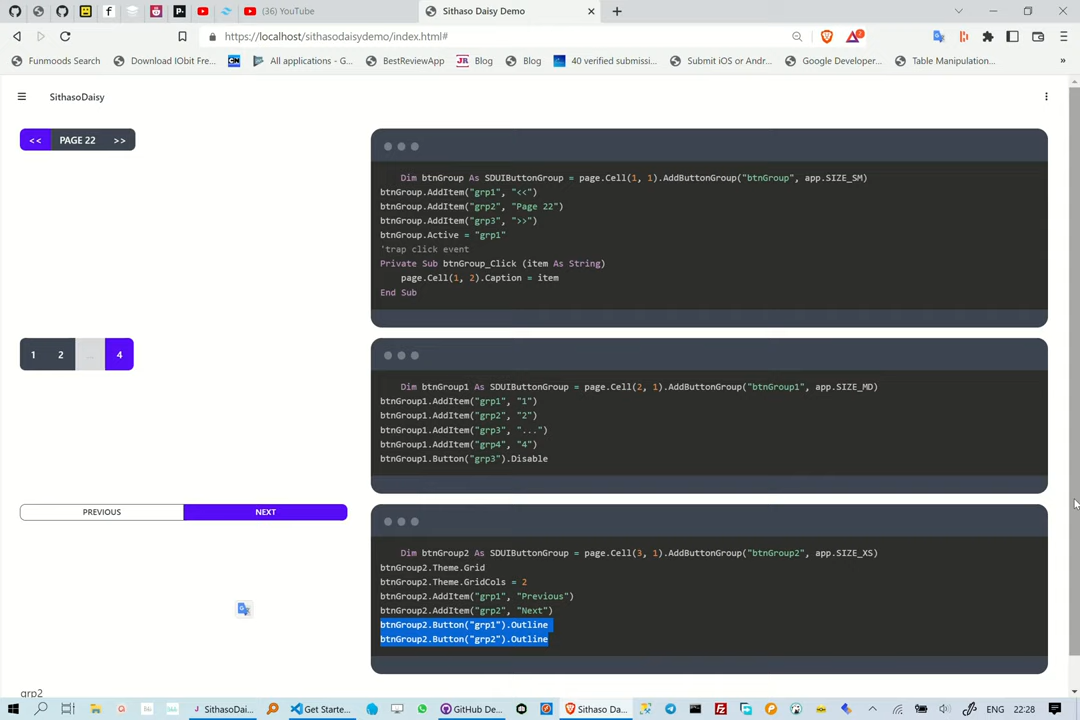 (36) YouTube
Sithaso Daisy Demo
https://localhost/sithasodaisydemo/index.html#
Funmoods Search
Download IObit Fre...
All applications - G...
BestReviewApp
JR Blog
Blog
40 verified submissi...
Submit iOS or Andr...
Google Developer...
Table Manipulation...
»
SithasoDaisy
<< PAGE 22 >>
Dim btnGroup As SDUIButtonGroup = page.Cell(1, 1).AddButtonGroup("btnGroup", app.SIZE_SM)
btnGroup.AddItem("grp1", "<<")
btnGroup.AddItem("grp2", "Page 22")
btnGroup.AddItem("grp3", ">>")
btnGroup.Active = "grp1"
'trap click event
Private Sub btnGroup_Click (item As String)
page.Cell(1, 2).Caption = item
End Sub
1 2 ... 4
Dim btnGroup1 As SDUIButtonGroup = page.Cell(2, 1).AddButtonGroup("btnGroup1", app.SIZE_MD)
btnGroup1.AddItem("grp1", "1")
btnGroup1.AddItem("grp2", "2")
btnGroup1.AddItem("grp3", "...")
btnGroup1.AddItem("grp4", "4")
btnGroup1.Button("grp3").Disable
PREVIOUS NEXT
Dim btnGroup2 As SDUIButtonGroup = page.Cell(3, 1).AddButtonGroup("btnGroup2", app.SIZE_XS)
btnGroup2.Theme.Grid
btnGroup2.Theme.GridCols = 2
btnGroup2.AddItem("grp1", "Previous")
btnGroup2.AddItem("grp2", "Next")
btnGroup2.Button("grp1").Outline
btnGroup2.Button("grp2").Outline
grp2
SithasoDai...
Get Starte...
GitHub De...
Sithaso Da...
ENG
22:28